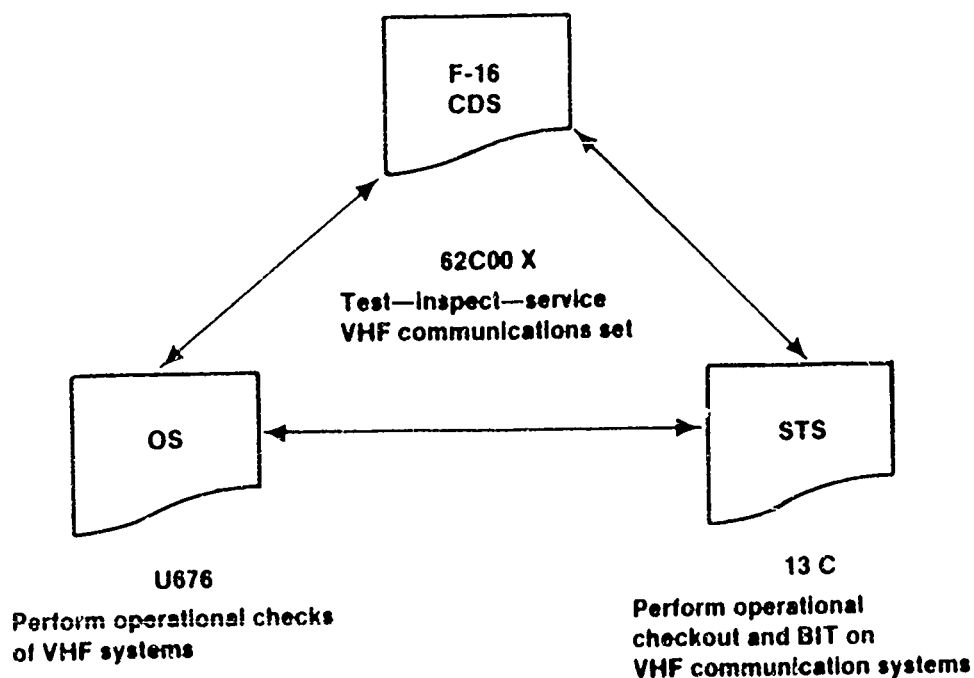 F-16
CDS
62C00 X
Test—inspect—service
VHF communications set
OS
STS
U676
Perform operational checks
of VHF systems
13 C
Perform operational
checkout and BIT on
VHF communication systems